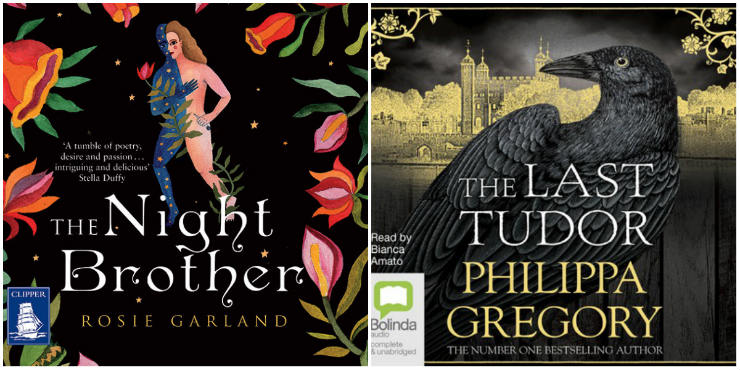 'A tumble of poetry,
desire and passion...
intriguing and delicious'
Stella Duffy
THE Night
Brother
CLIPPER
ROSIE GARLAND
THE LAST
TUDOR
Read by
Bianca
Amato
PHILIPPA
GREGORY
Bolinda
audio
complete
& unabridged
THE NUMBER ONE BESTSELLING AUTHOR